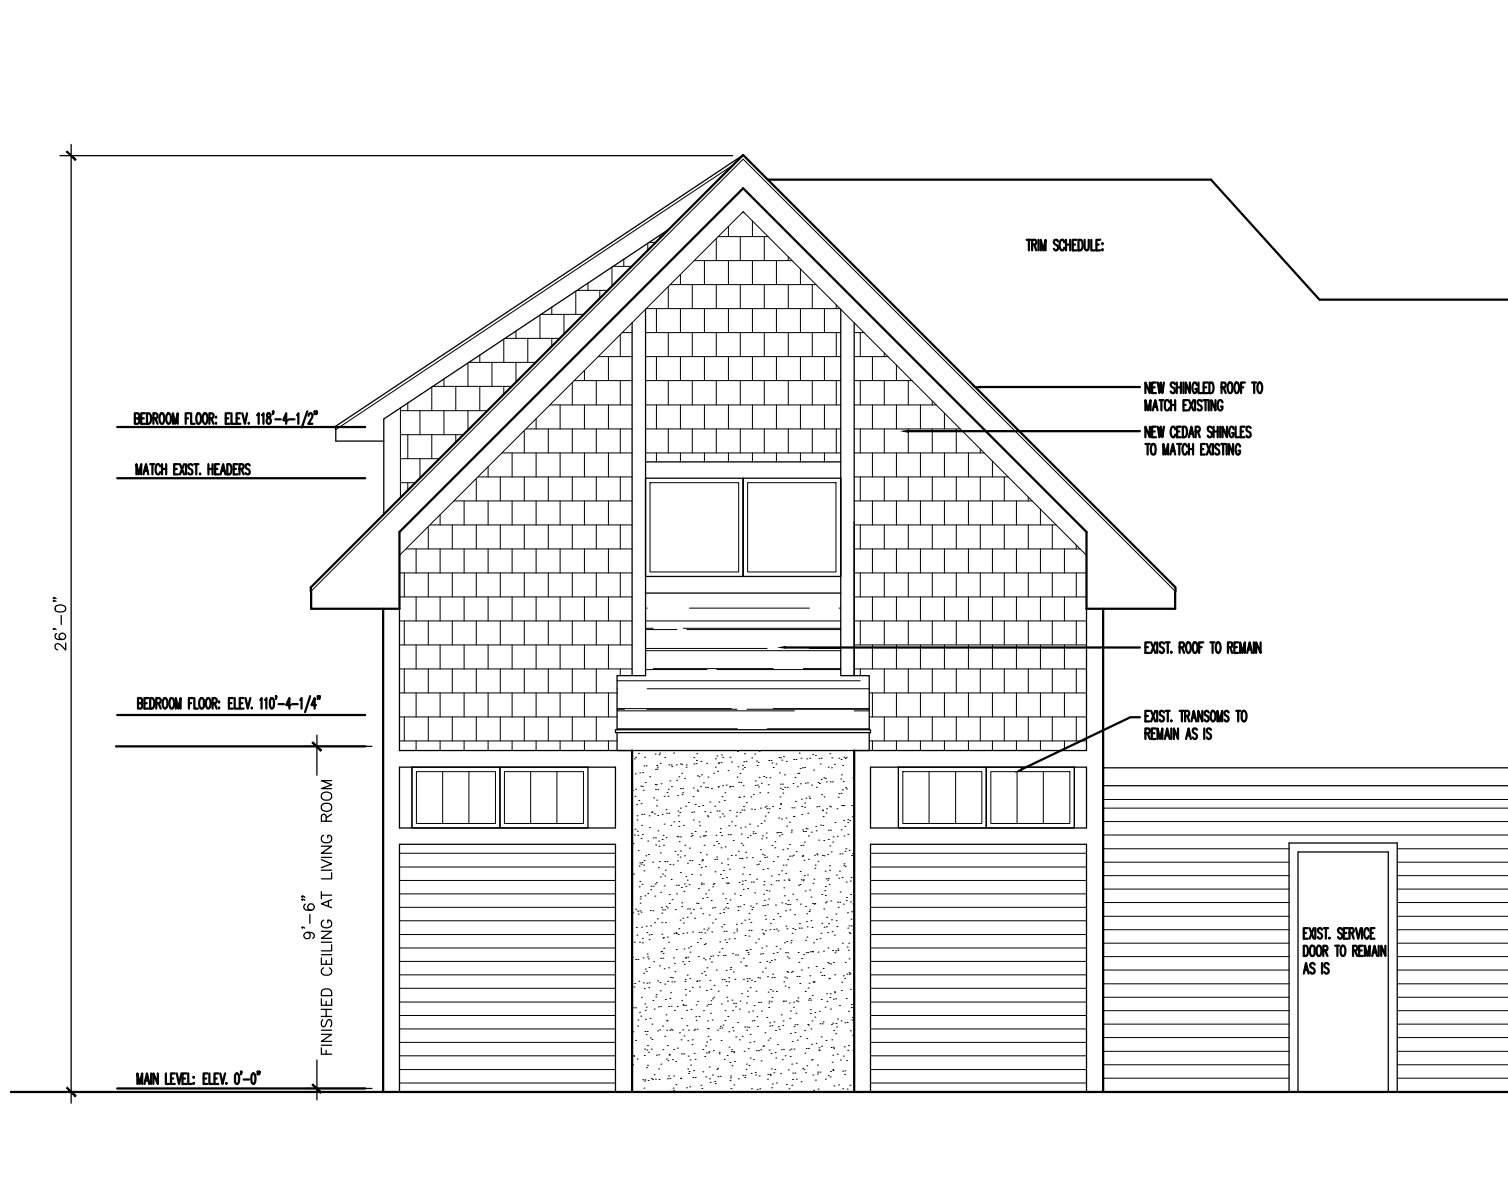 TRIM SCHEDULE:
NEW SHINGLED ROOF TO
MATCH EXISTING
BEDROOM FLOOR: ELEV. 118'-4-1/2"
NEW CEDAR SHINGLES
TO MATCH EXISTING
MATCH EXIST. HEADERS
26'-0"
EXIST. ROOF TO REMAIN
BEDROOM FLOOR: ELEV. 110'-4-1/4"
EXIST. TRANSOMS TO
REMAIN AS IS
9'-6"
FINISHED CEILING AT LIVING ROOM
EXIST. SERVICE
DOOR TO REMAIN
AS IS
MAIN LEVEL: ELEV. 0'-0"